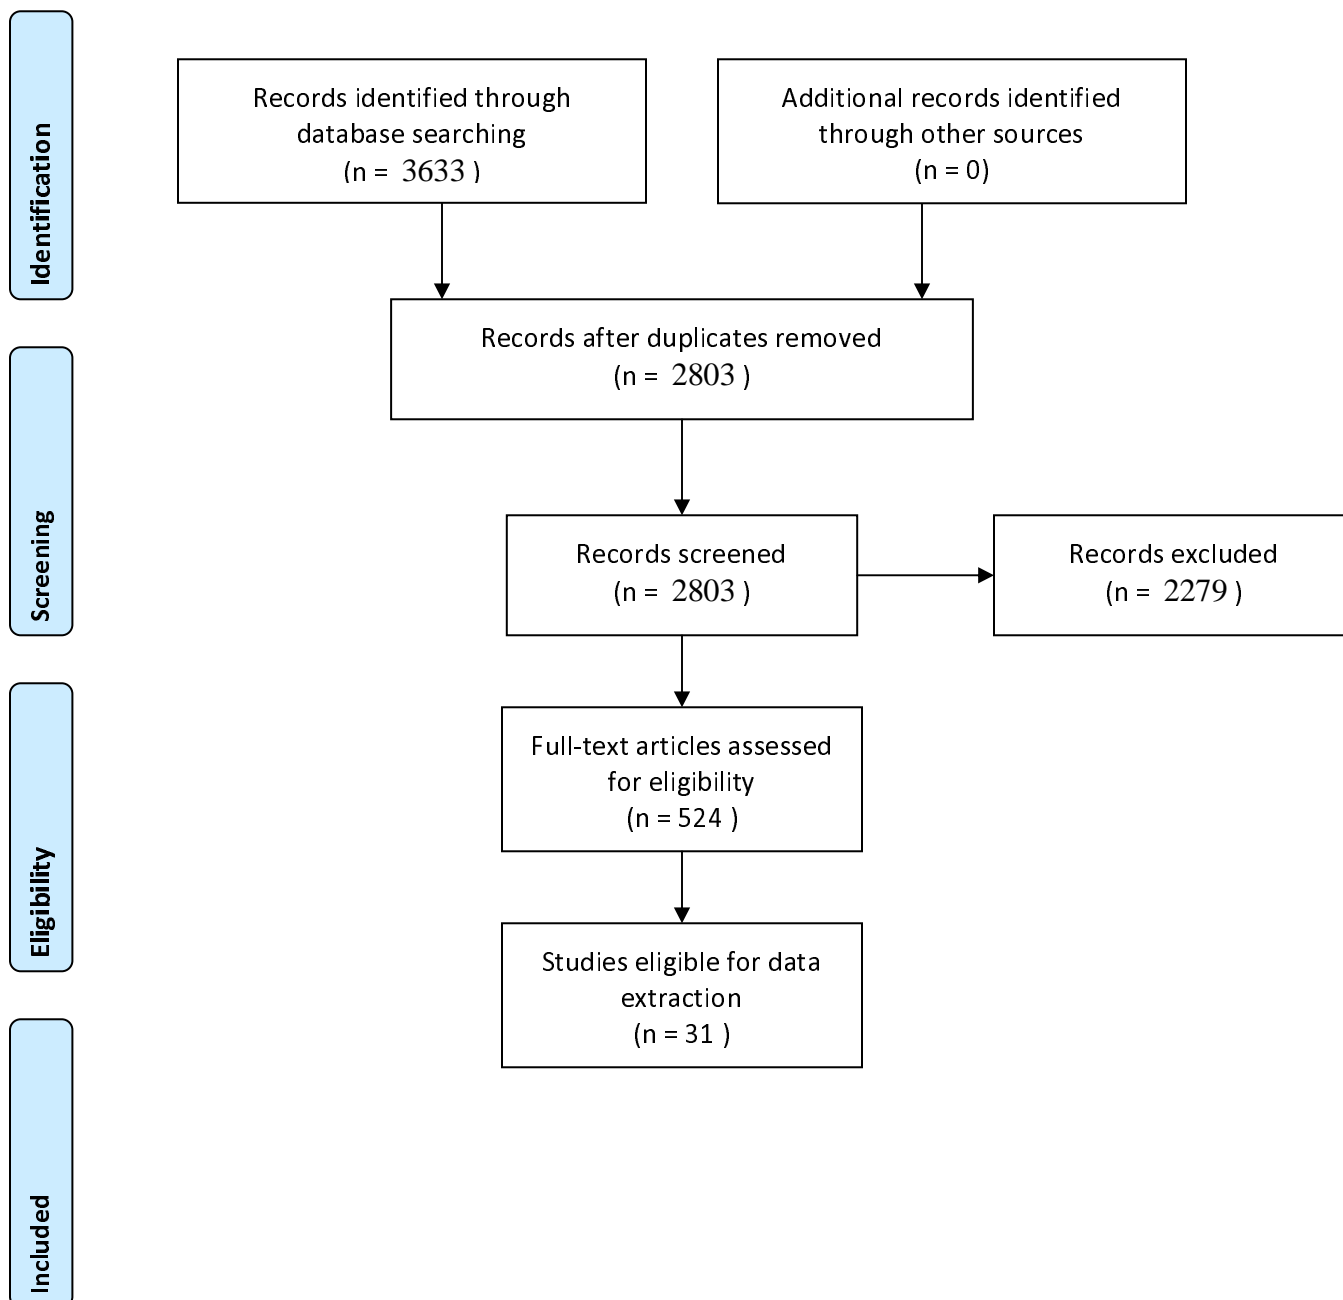 Identification
Records identified through
database searching
(n = 3633 )
Additional records identified
through other sources
(n = 0)
Records after duplicates removed
(n = 2803 )
Screening
Records screened
(n = 2803 )
Records excluded
(n = 2279 )
Eligibility
Full-text articles assessed
for eligibility
(n = 524 )
Studies eligible for data
extraction
(n = 31 )
Included